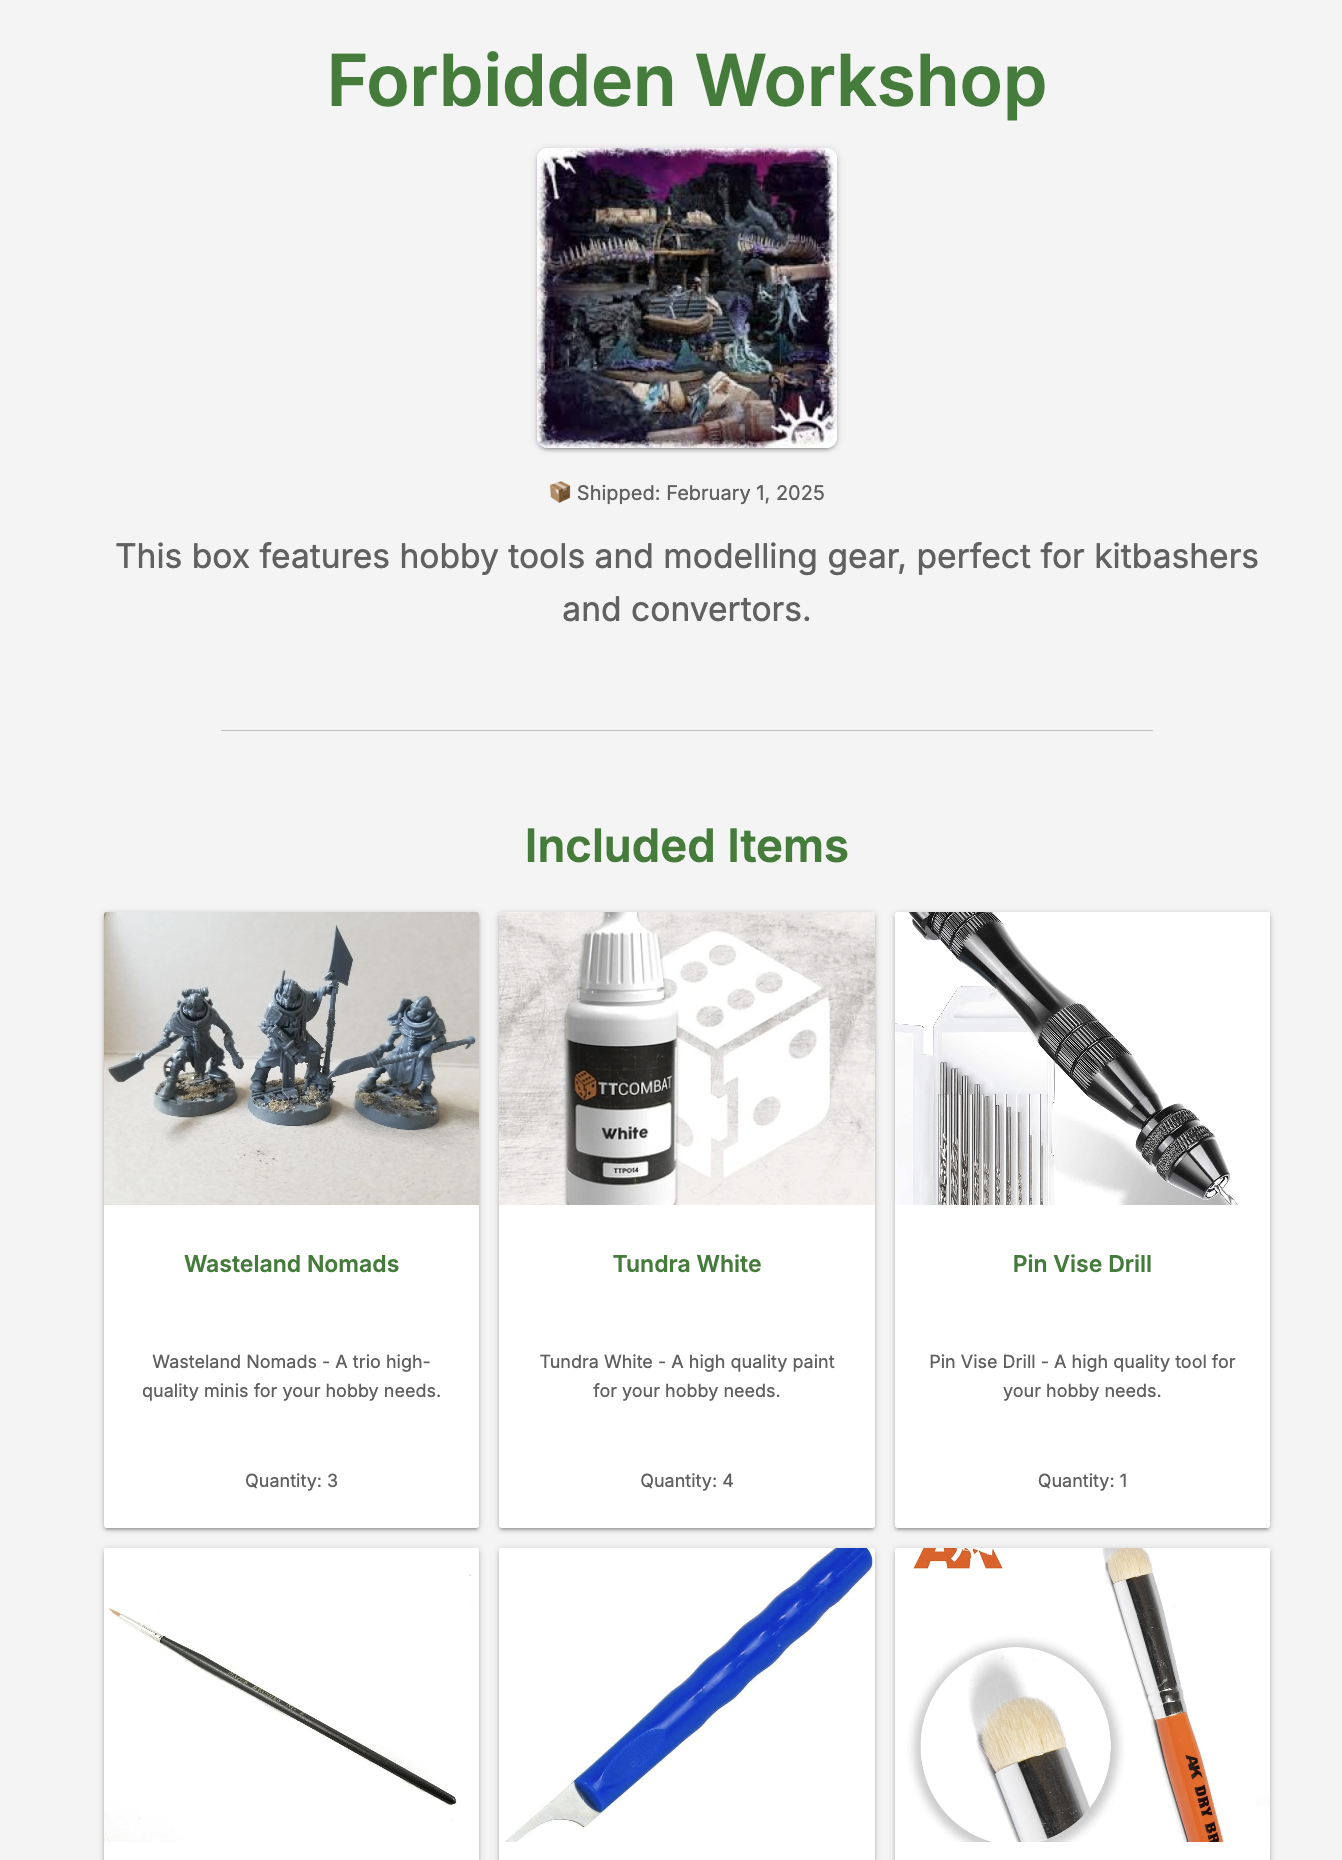 Forbidden Workshop
📦 Shipped: February 1, 2025
This box features hobby tools and modelling gear, perfect for kitbashers
and convertors.
Included Items
TTCOMBAT
White
TTP014
Wasteland Nomads
Tundra White
Pin Vise Drill
Wasteland Nomads - A trio high-
quality minis for your hobby needs.
Tundra White - A high quality paint
for your hobby needs.
Pin Vise Drill - A high quality tool for
your hobby needs.
Quantity: 3
Quantity: 4
Quantity: 1
AK
AK DRY BR